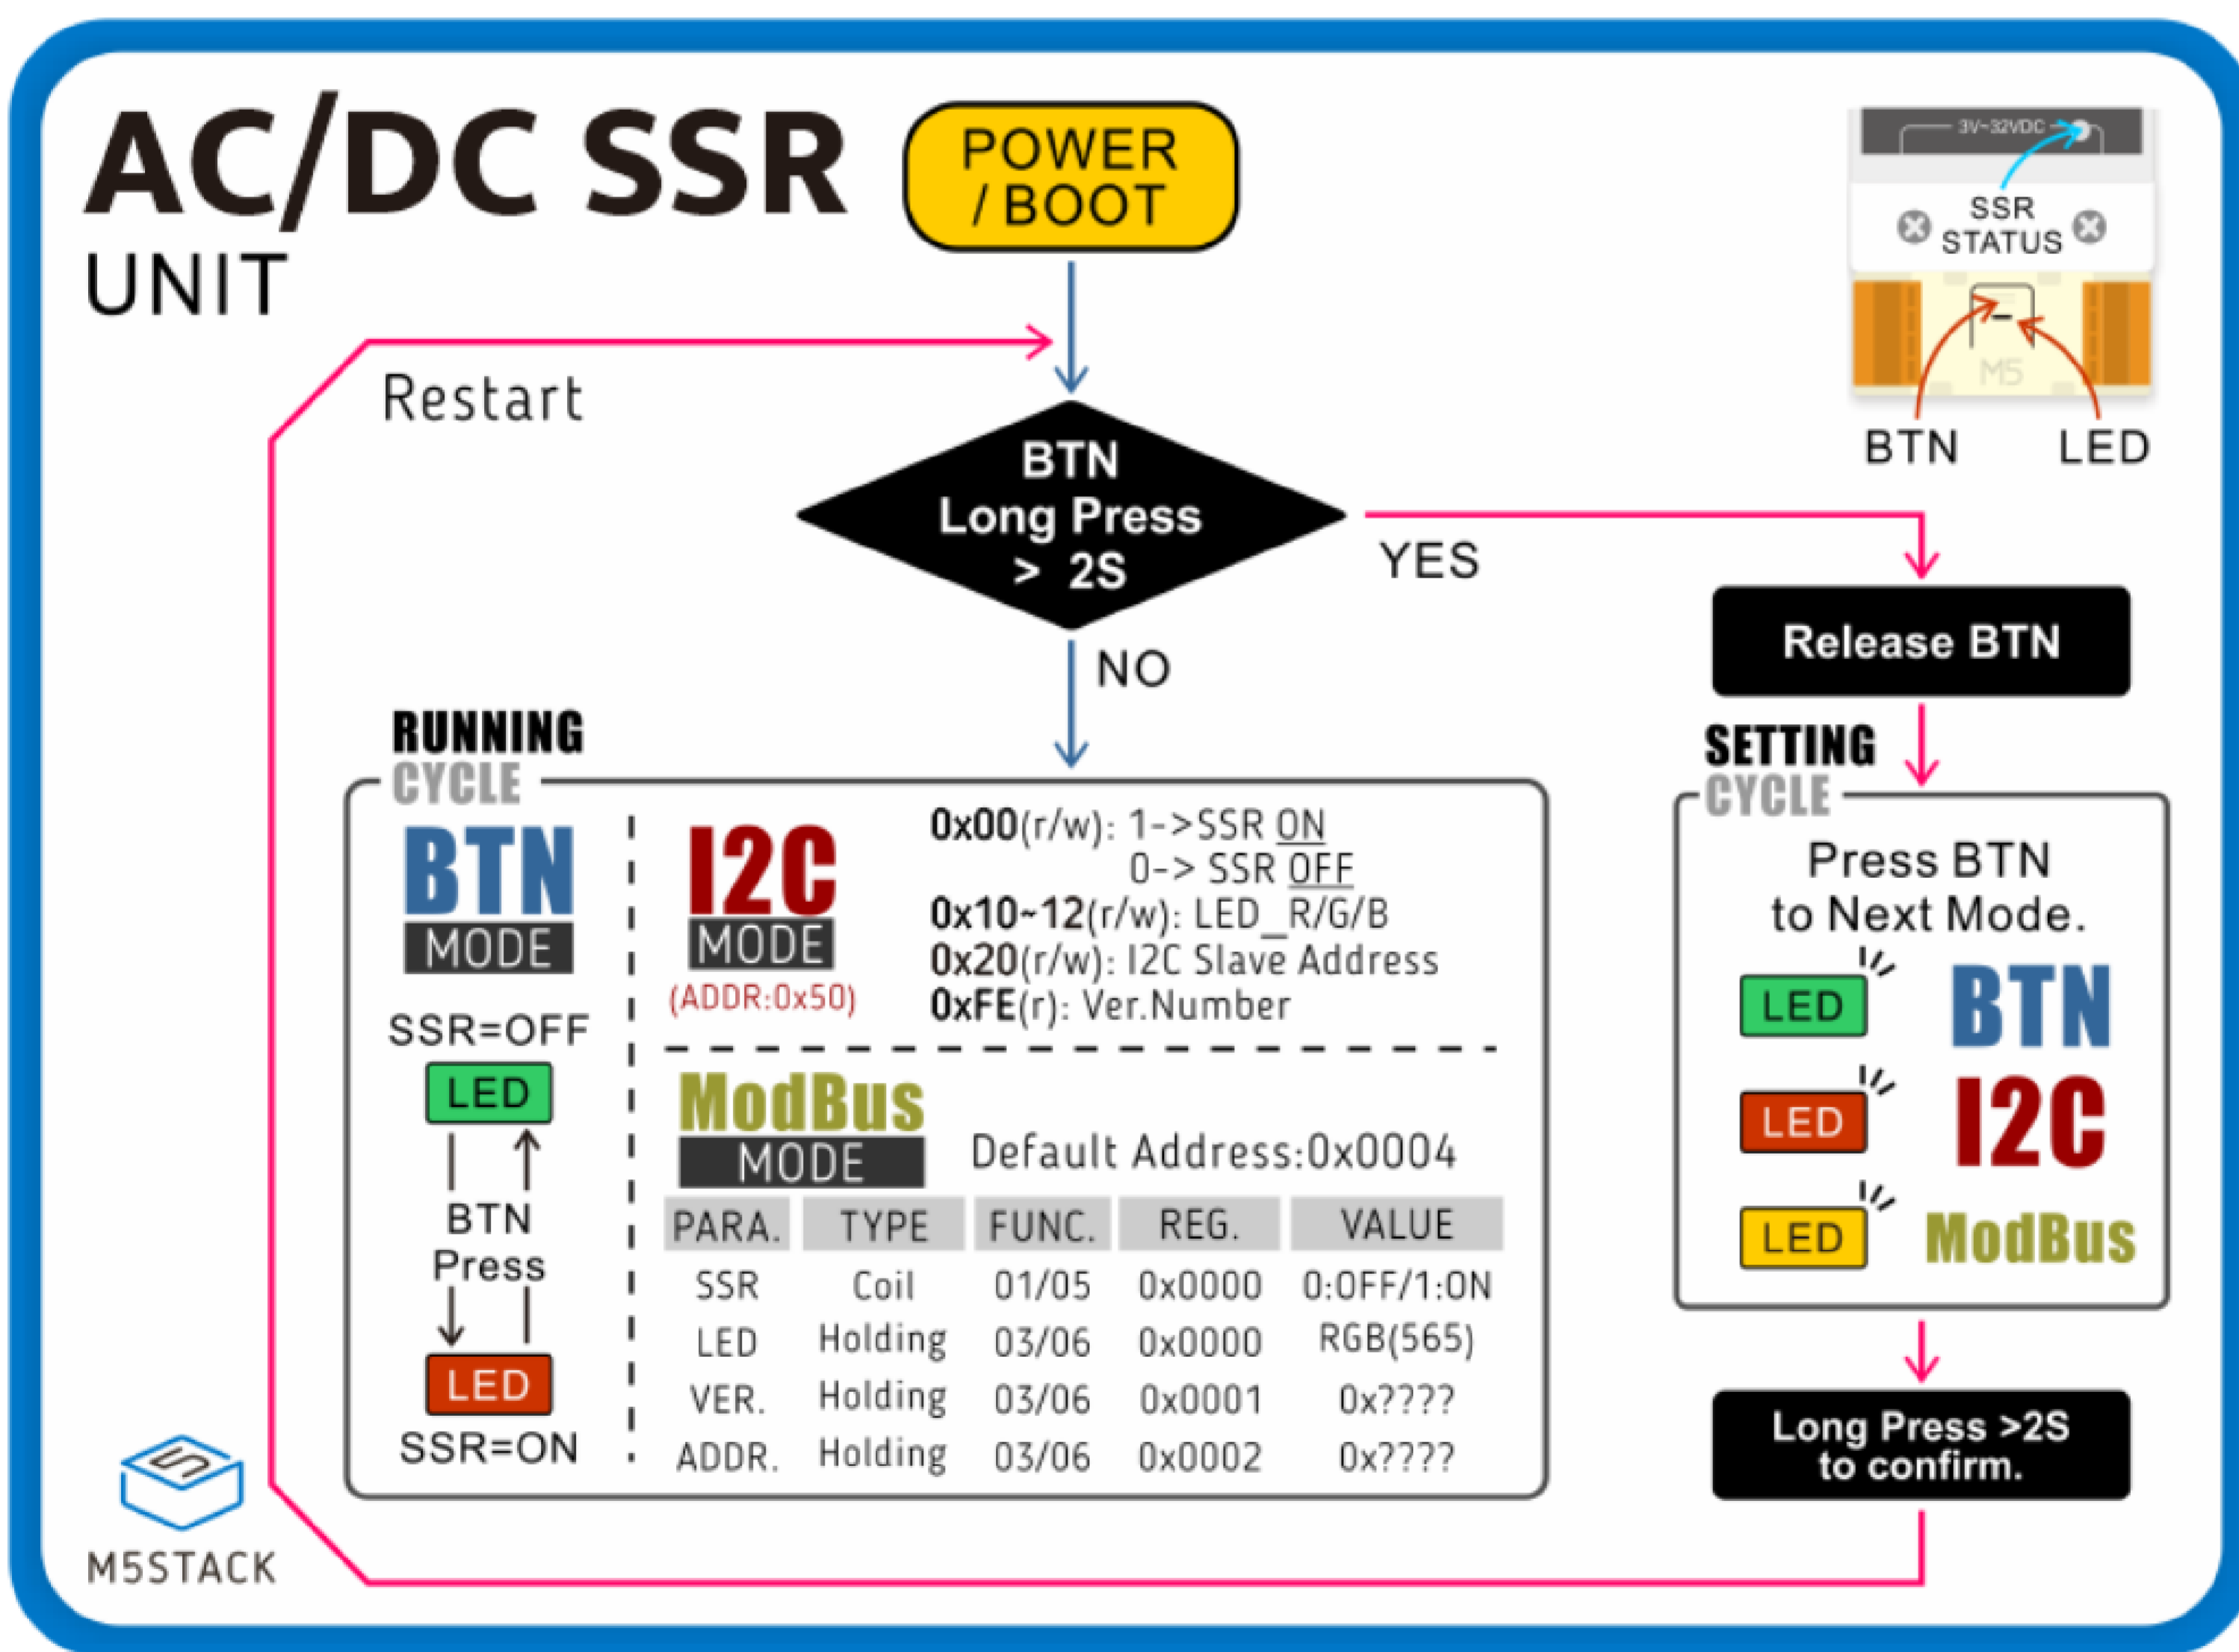 AC/DC SSR
UNIT
POWER
/ BOOT
3V~32VDC
SSR
STATUS
M5
BTN
LED
Restart
BTN
Long Press
> 2S
YES
NO
Release BTN
RUNNING
CYCLE
BTN
MODE
SSR=OFF
LED
BTN
Press
LED
SSR=ON
I2C
MODE
(ADDR:0x50)
0x00(r/w): 1->SSR ON
0-> SSR OFF
0x10~12(r/w): LED_R/G/B
0x20(r/w): I2C Slave Address
0xFE(r): Ver.Number
ModBus
MODE
Default Address:0x0004
PARA. TYPE FUNC. REG. VALUE
SSR Coil 01/05 0x0000 0:OFF/1:ON
LED Holding 03/06 0x0000 RGB(565)
VER. Holding 03/06 0x0001 0x????
ADDR. Holding 03/06 0x0002 0x????
SETTING
CYCLE
Press BTN
to Next Mode.
LED BTN
LED I2C
LED ModBus
Long Press >2S
to confirm.
5
M5STACK